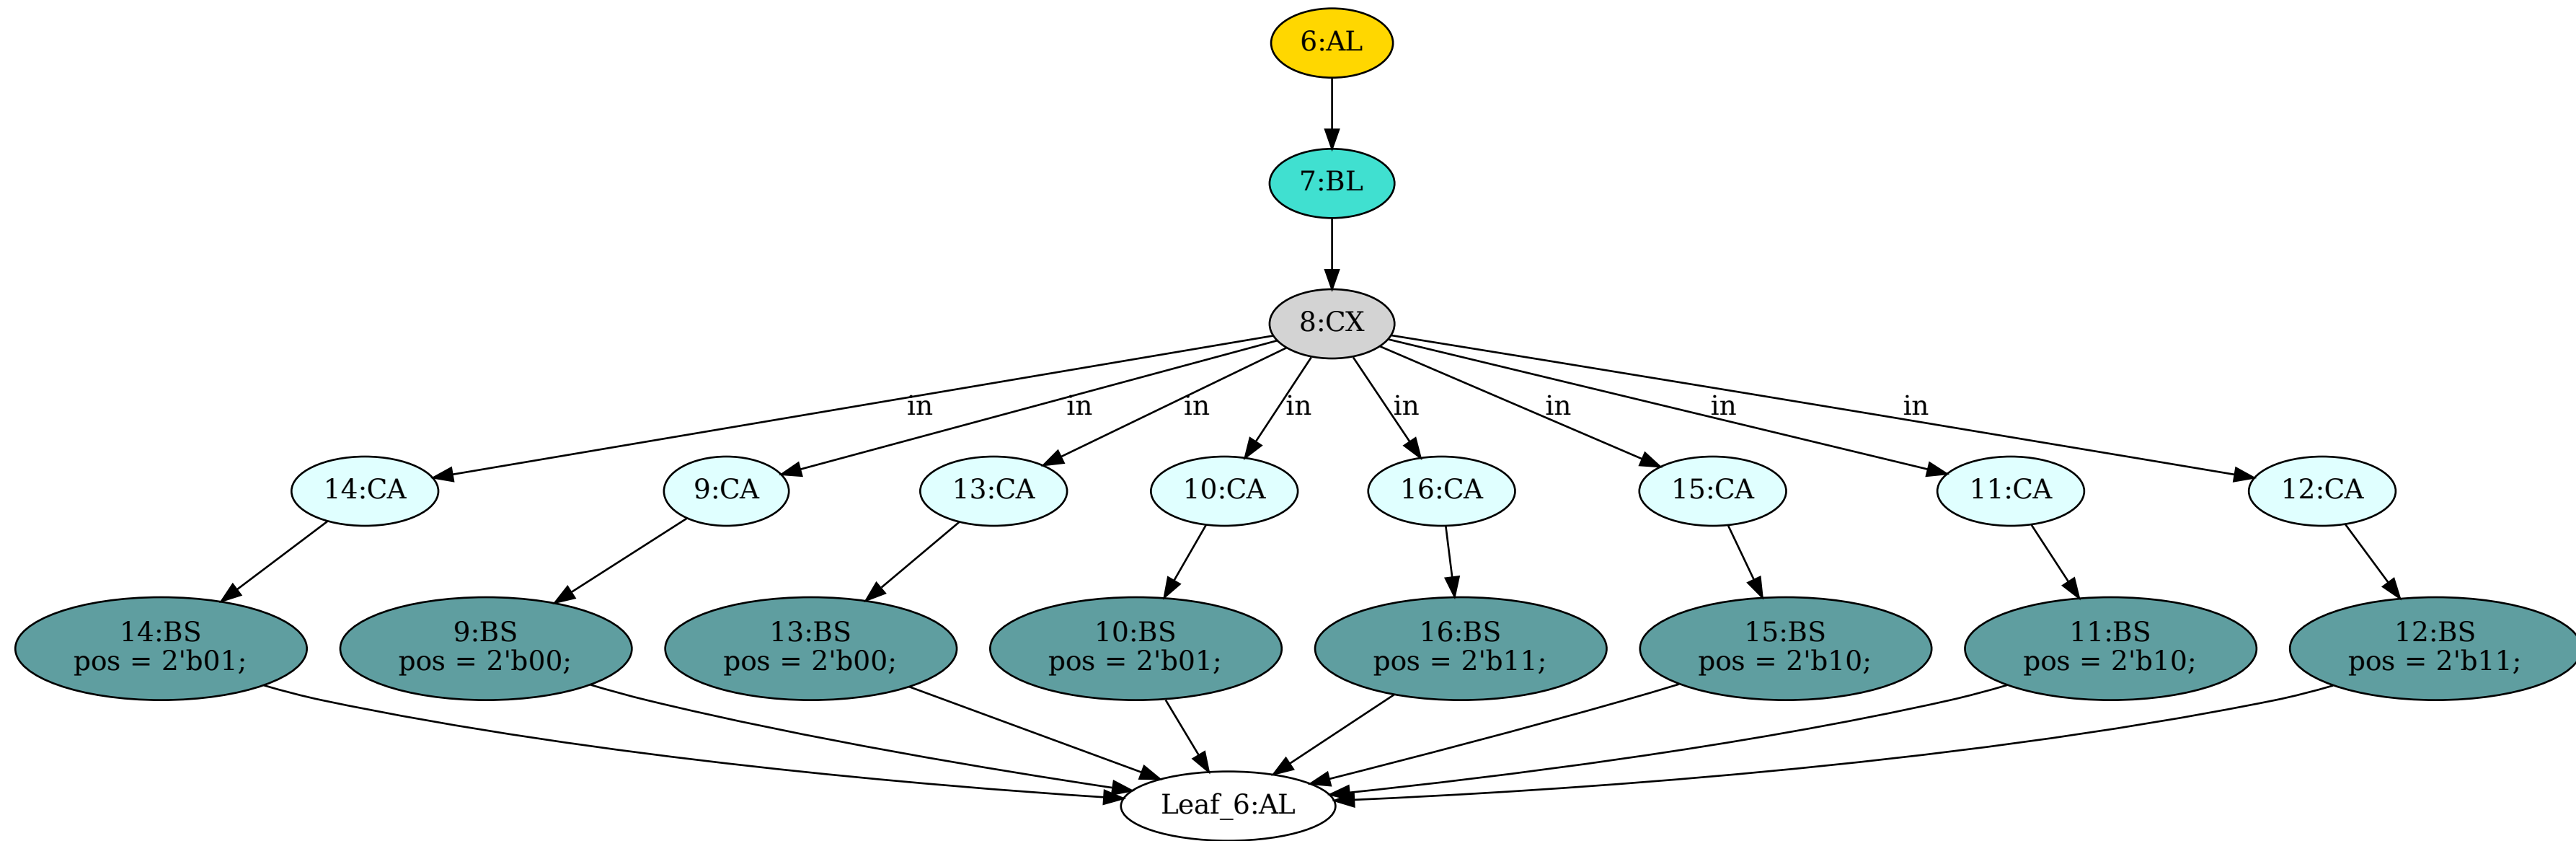 6:AL
7:BL
8:CX
in in in in in in in in
14:CA 9:CA 13:CA 10:CA 16:CA 15:CA 11:CA 12:CA
14:BS
pos = 2'b01;
9:BS
pos = 2'b00;
13:BS
pos = 2'b00;
10:BS
pos = 2'b01;
16:BS
pos = 2'b11;
15:BS
pos = 2'b10;
11:BS
pos = 2'b10;
12:BS
pos = 2'b11;
Leaf_6:AL